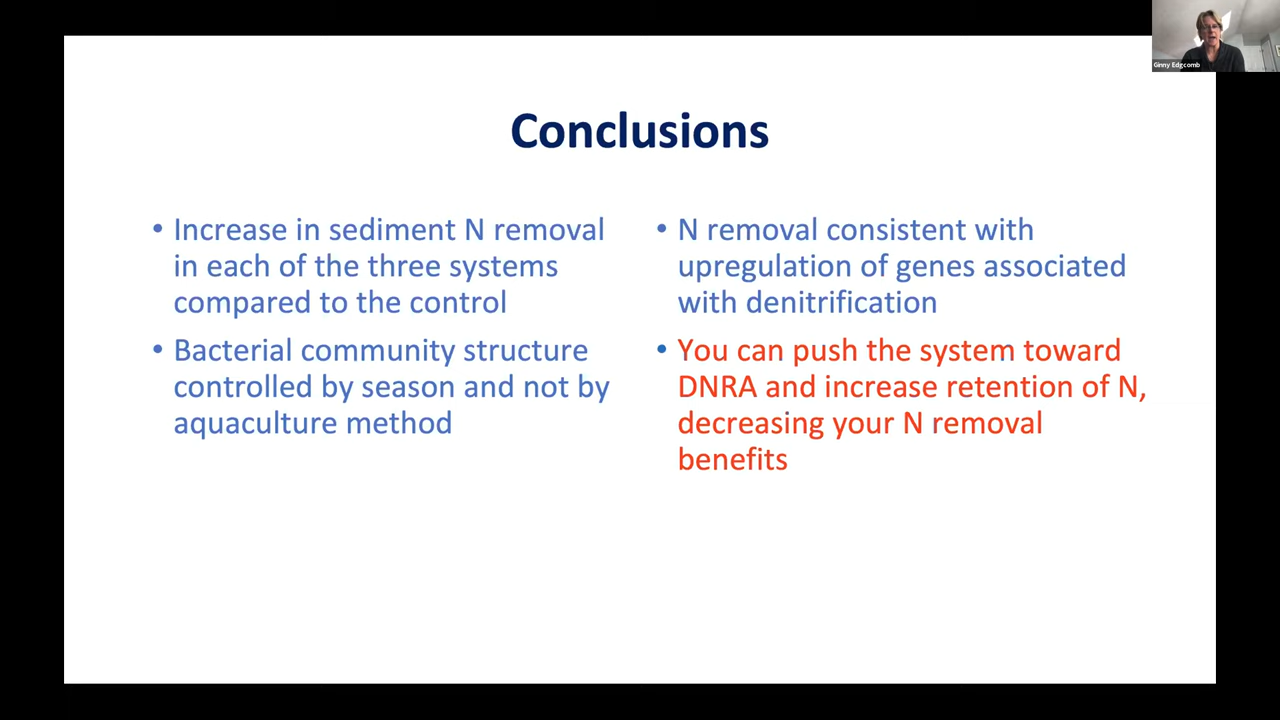 Ginny Edgcomb
Conclusions
• Increase in sediment N removal
in each of the three systems
compared to the control
• Bacterial community structure
controlled by season and not by
aquaculture method
• N removal consistent with
upregulation of genes associated
with denitrification
• You can push the system toward
DNRA and increase retention of N,
decreasing your N removal
benefits